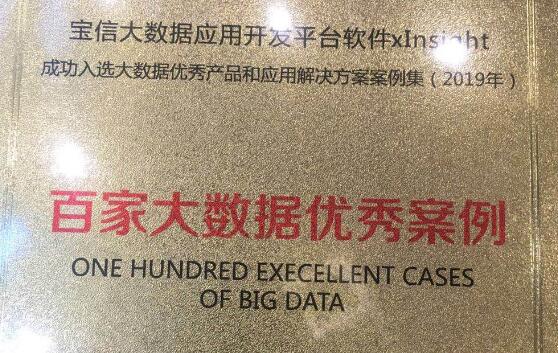 宝信大数据应用开发平台软件xInsight
成功入选大数据优秀产品和应用解决方案案例集（2019年）
百家大数据优秀案例
ONE HUNDRED EXECELLENT CASES
OF BIG DATA